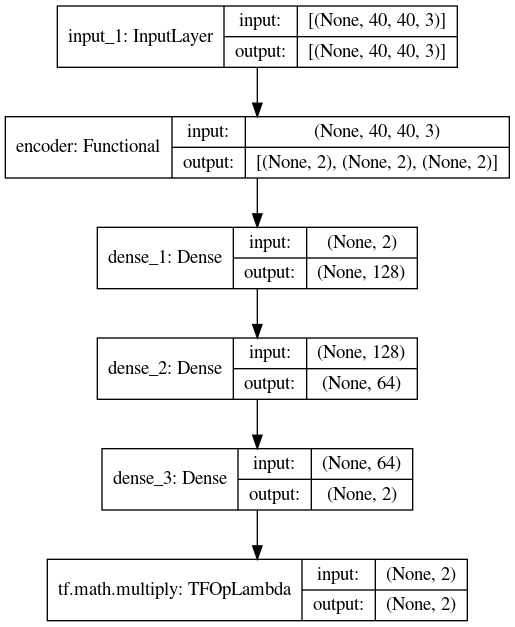 input_1: InputLayer
input: [(None, 40, 40, 3)]
output: [(None, 40, 40, 3)]
encoder: Functional
input: (None, 40, 40, 3)
output: [(None, 2), (None, 2), (None, 2)]
dense_1: Dense
input: (None, 2)
output: (None, 128)
dense_2: Dense
input: (None, 128)
output: (None, 64)
dense_3: Dense
input: (None, 64)
output: (None, 2)
tf.math.multiply: TFOpLambda
input: (None, 2)
output: (None, 2)